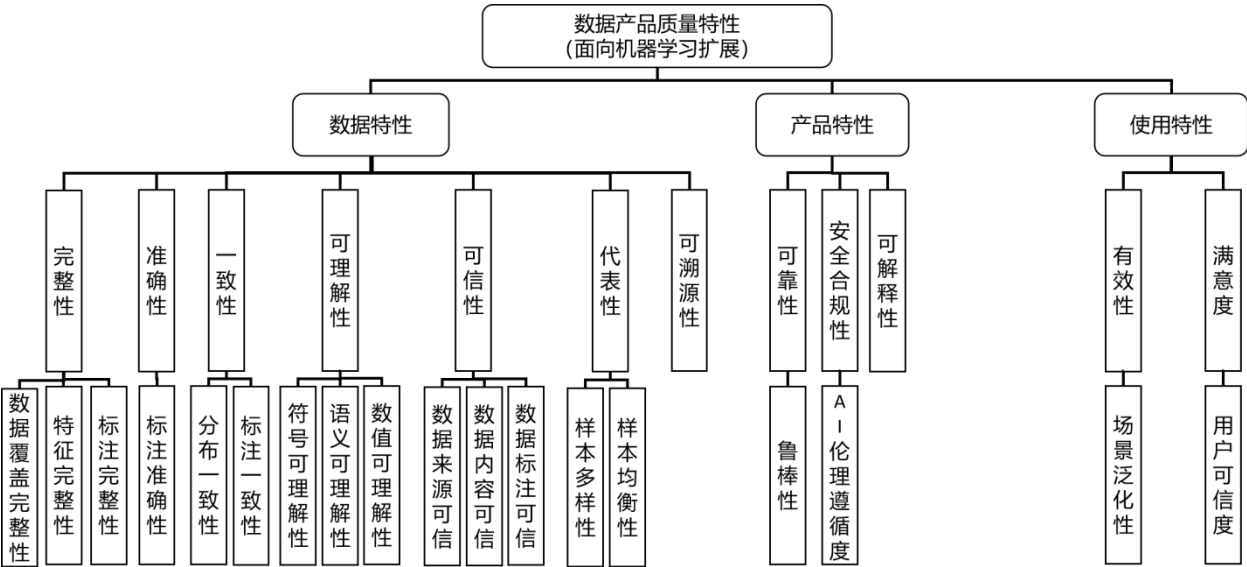 数据产品质量特性
（面向机器学习扩展）
数据特性
产品特性
使用特性
完整性
准确性
一致性
可理解性
可信性
代表性
可溯源性
可靠性
安全合规性
可解释性
有效性
满意度
数据覆盖完整性
特征完整性
标注完整性
标注准确性
分布一致性
标注一致性
符号可理解性
语义可理解性
数值可理解性
数据来源可信
数据内容可信
数据标注可信
样本多样性
样本均衡性
鲁棒性
AI伦理遵循度
场景泛化性
用户可信度